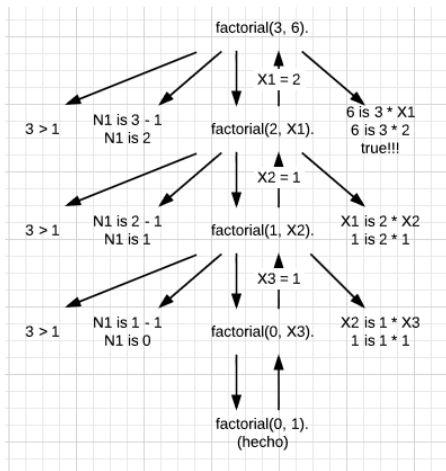 factorial(3, 6).
X1 = 2
3 > 1
N1 is 3 - 1
N1 is 2
factorial(2, X1).
6 is 3 * X1
6 is 3 * 2
true!!!
X2 = 1
3 > 1
N1 is 2 - 1
N1 is 1
factorial(1, X2).
X1 is 2 * X2
1 is 2 * 1
X3 = 1
3 > 1
N1 is 1 - 1
N1 is 0
factorial(0, X3).
X2 is 1 * X3
1 is 1 * 1
factorial(0, 1).
(hecho)